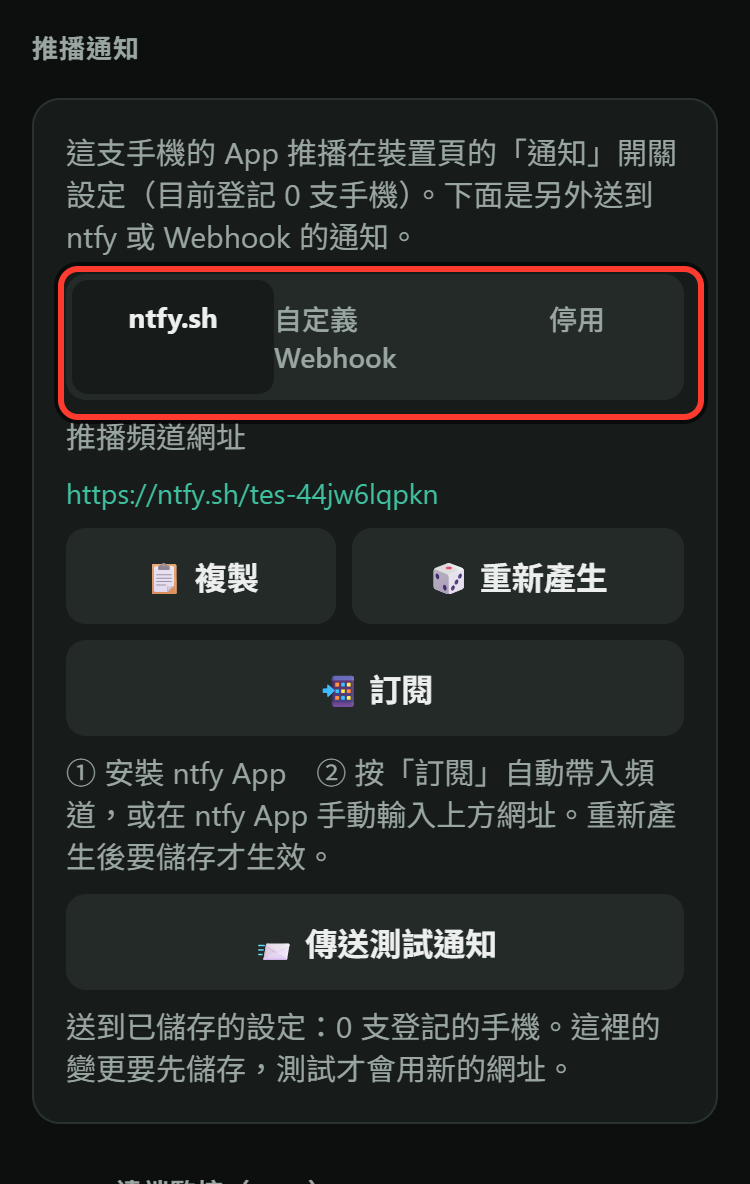 推播通知
這支手機的 App 推播在裝置頁的「通知」開關
設定（目前登記 0 支手機）。下面是另外送到
ntfy 或 Webhook 的通知。
ntfy.sh
自定義
Webhook
停用
推播頻道網址
https://ntfy.sh/tes-44jw6lqpkn
複製
重新產生
訂閱
① 安裝 ntfy App ② 按「訂閱」自動帶入頻
道，或在 ntfy App 手動輸入上方網址。重新產
生後要儲存才生效。
傳送測試通知
送到已儲存的設定：0 支登記的手機。這裡的
變更要先儲存，測試才會用新的網址。